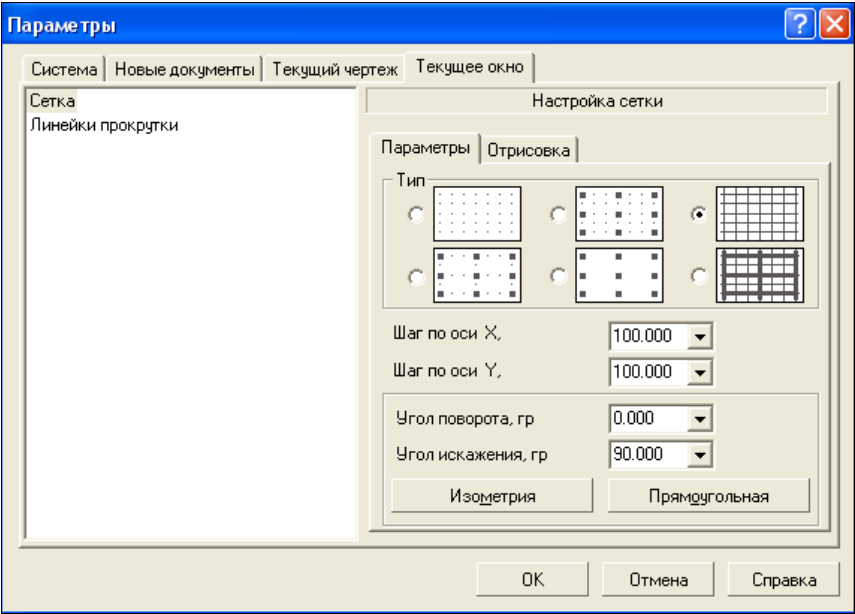 Параметры
Система Новые документы Текущий чертеж Текущее окно
Сетка
Линейки прокрутки
Настройка сетки
Параметры Отрисовка
Тип
Шаг по оси X, 100.000
Шаг по оси Y, 100.000
Угол поворота, гр 0.000
Угол искажения, гр 90.000
Изометрия Прямоугольная
OK Отмена Справка